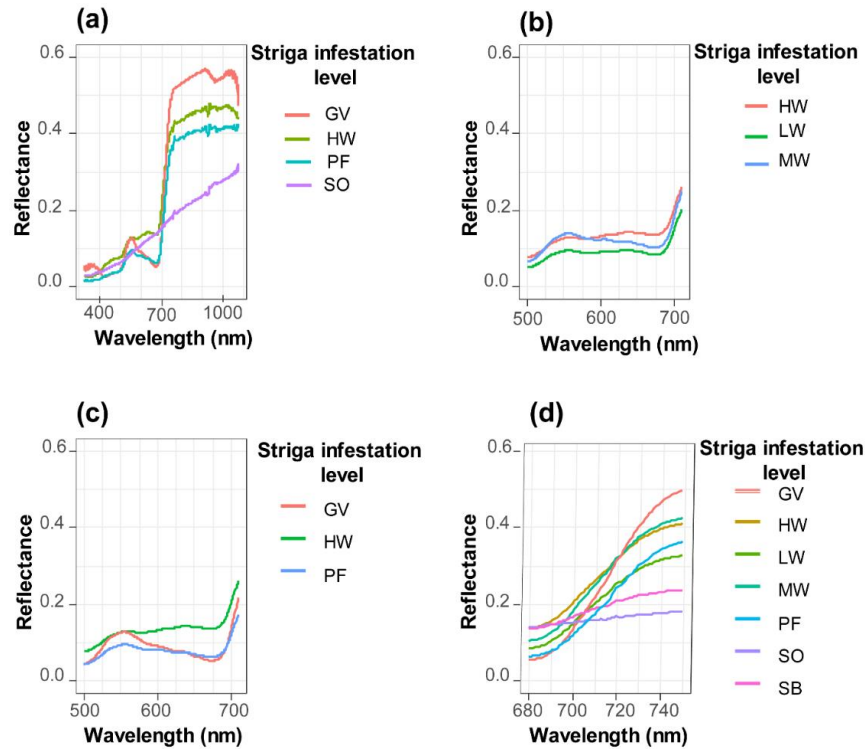 (a)
Striga infestation
level
GV
HW
PF
SO
Reflectance
0.6
0.4
0.2
0.0
400
700
1000
Wavelength (nm)
(b)
Striga infestation
level
HW
LW
MW
Reflectance
0.6
0.4
0.2
0.0
500
600
700
Wavelength (nm)
(c)
Striga infestation
level
GV
HW
PF
Reflectance
0.6
0.4
0.2
0.0
500
600
700
Wavelength (nm)
(d)
Striga infestation
level
GV
HW
LW
MW
PF
SO
SB
Reflectance
0.6
0.4
0.2
0.0
680
700
720
740
Wavelength (nm)